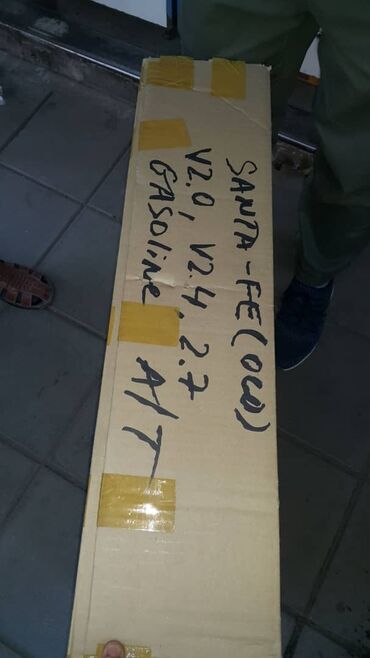 SANTA-FE (OLD)
V2.0, V2.4, 2.7
GASOLINE A/T